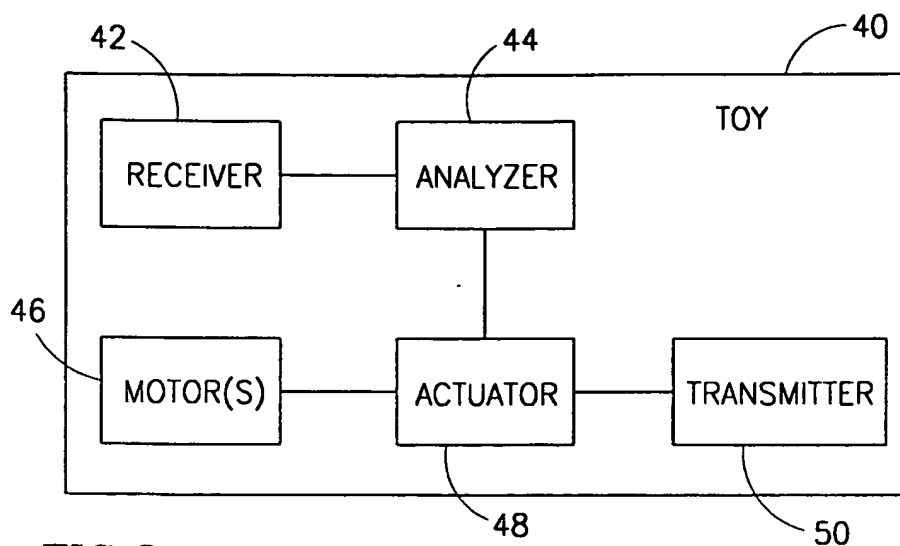 42
44
40
TOY
RECEIVER
ANALYZER
46
MOTOR(S)
ACTUATOR
TRANSMITTER
48
50